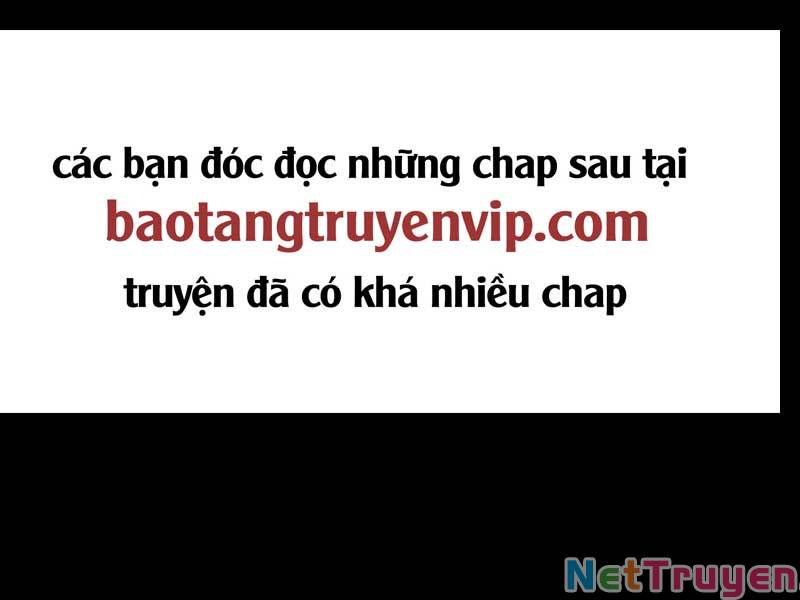 các bạn đóc đọc những chap sau tại
baotangtruyenvip.com
truyện đã có khá nhiều chap
NetTruyen